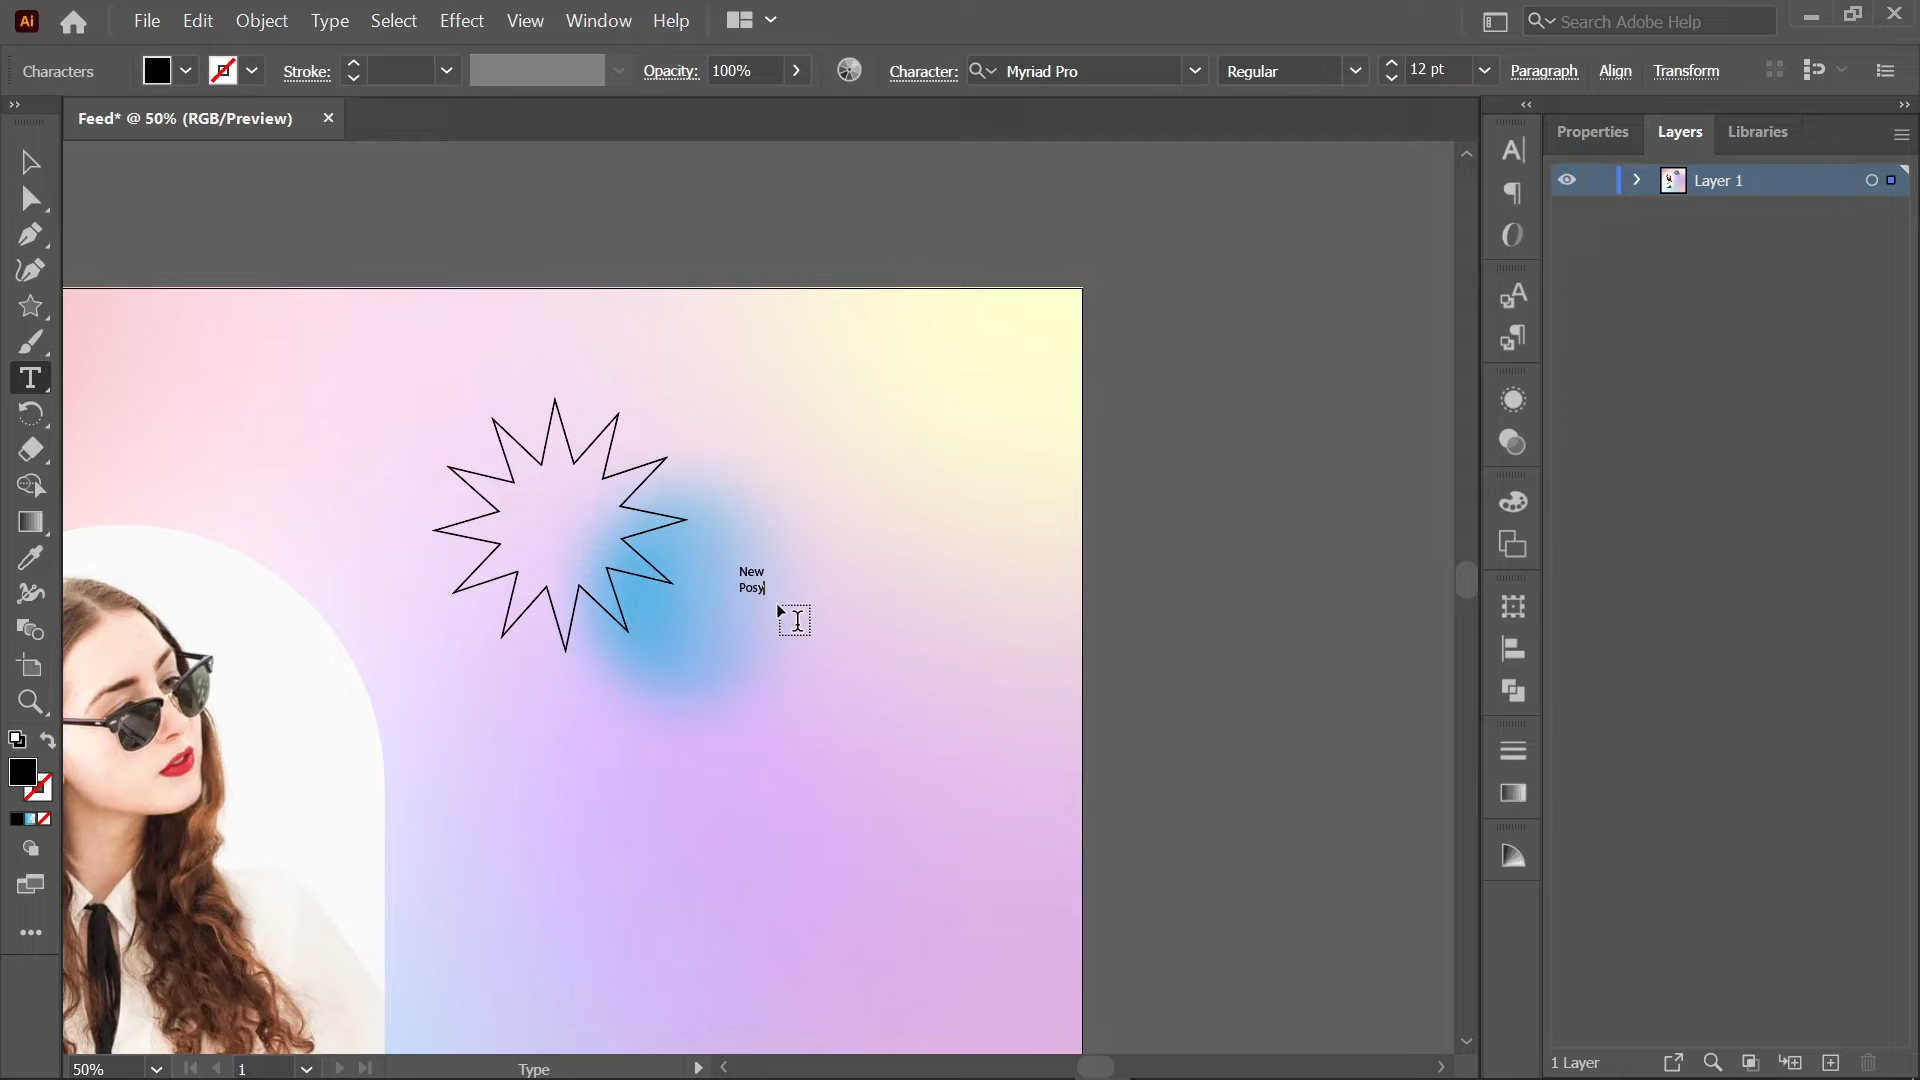 Ai File Edit Object Type Select Effect View Window Help Search Adobe Help
Characters Stroke: Opacity: 100% Character: Myriad Pro Regular 12 pt Paragraph Align Transform
Feed* @ 50% (RGB/Preview)
Properties Layers Libraries
Layer 1
New
Posy
50% 1 Type
1 Layer